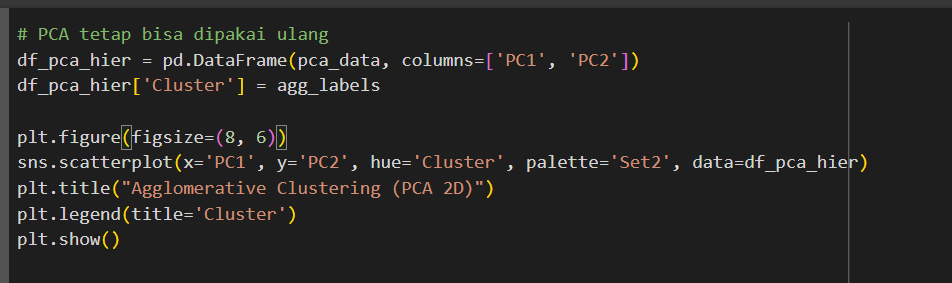 # PCA tetap bisa dipakai ulang
df_pca_hier = pd.DataFrame(pca_data, columns=['PC1', 'PC2'])
df_pca_hier['Cluster'] = agg_labels
plt.figure(figsize=(8, 6))
sns.scatterplot(x='PC1', y='PC2', hue='Cluster', palette='Set2', data=df_pca_hier)
plt.title("Agglomerative Clustering (PCA 2D)")
plt.legend(title='Cluster')
plt.show()